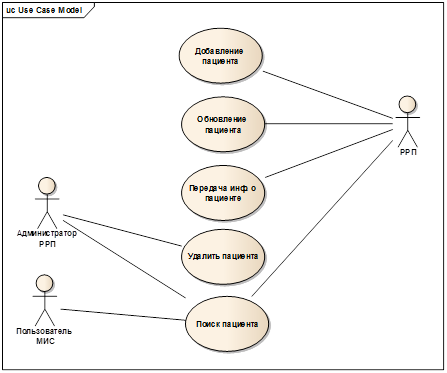 uc Use Case Model
Добавление
пациента
Обновление
пациента
РРП
Передача инф. о
пациенте
Администратор
РРП
Удалить пациента
Пользователь
МИС
Поиск пациента